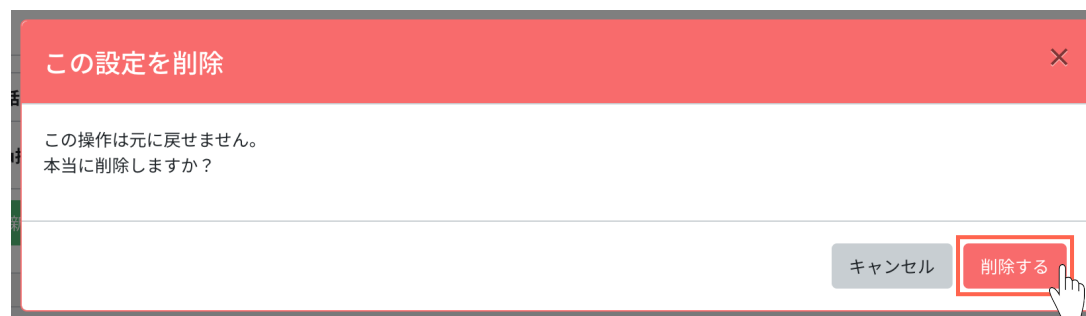 この設定を削除
この操作は元に戻せません。
本当に削除しますか？
キャンセル
削除する